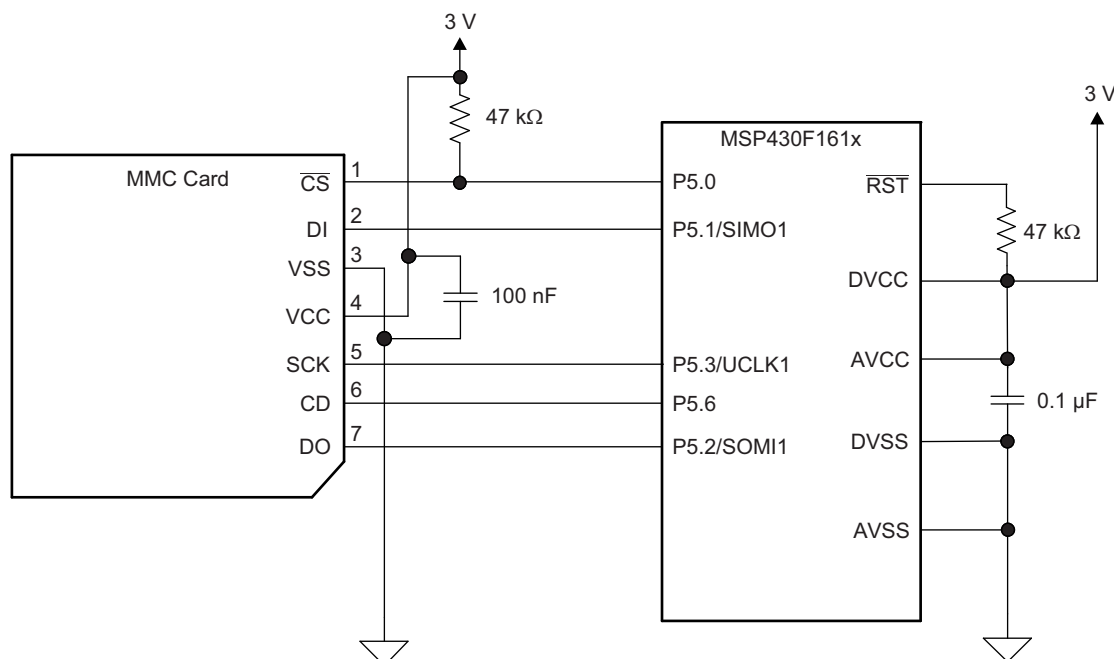 3 V
47 kΩ
3 V
MMC Card
CS
1
DI
2
VSS
3
VCC
4
SCK
5
CD
6
DO
7
100 nF
MSP430F161x
P5.0
P5.1/SIMO1
P5.3/UCLK1
P5.6
P5.2/SOMI1
RST
DVCC
AVCC
DVSS
AVSS
47 kΩ
0.1 µF